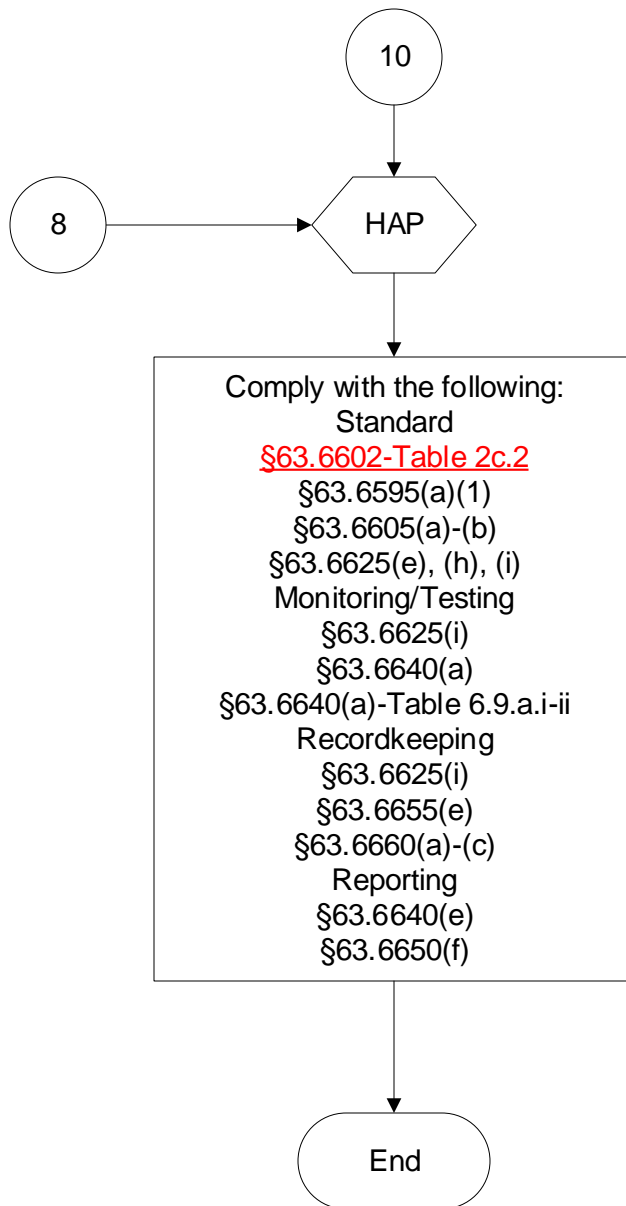 10
8
HAP
Comply with the following:
Standard
§63.6602-Table 2c.2
§63.6595(a)(1)
§63.6605(a)-(b)
§63.6625(e), (h), (i)
Monitoring/Testing
§63.6625(i)
§63.6640(a)
§63.6640(a)-Table 6.9.a.i-ii
Recordkeeping
§63.6625(i)
§63.6655(e)
§63.6660(a)-(c)
Reporting
§63.6640(e)
§63.6650(f)
End